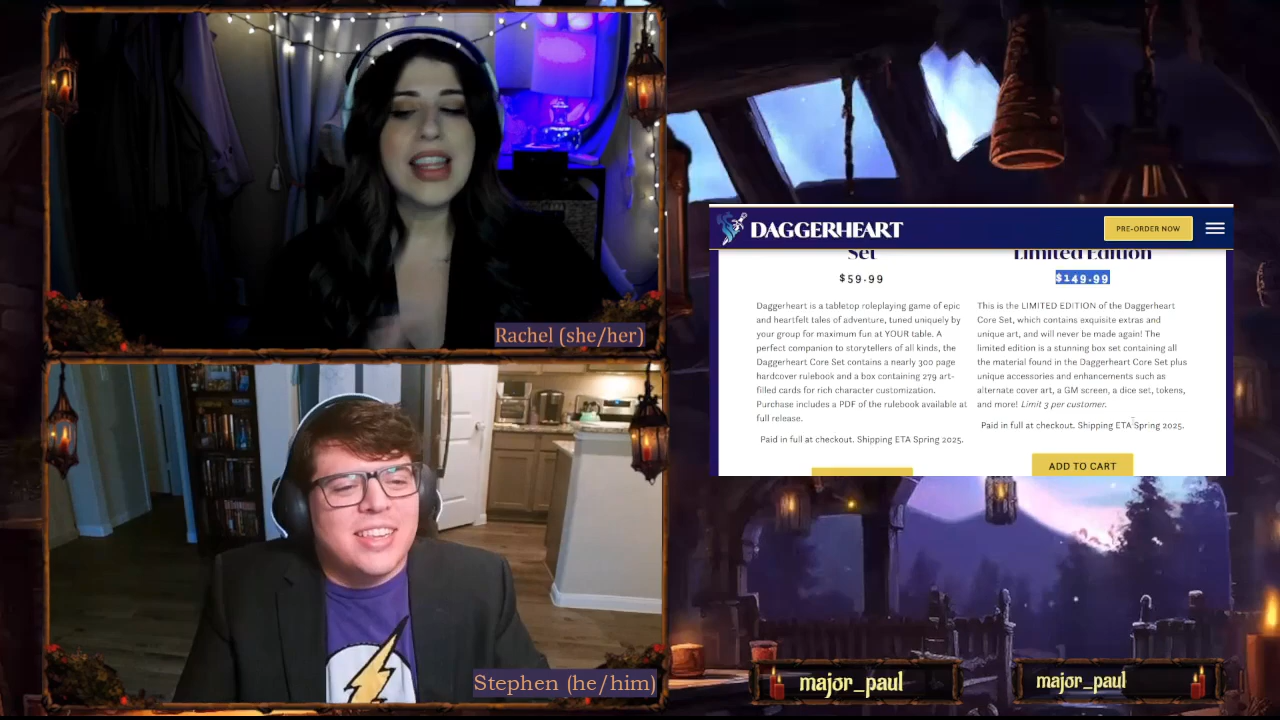 Rachel (she/her)
Stephen (he/him)
DAGGERHEART
PRE-ORDER NOW
Set
$59.99
Daggerheart is a tabletop roleplaying game of epic
and heartfelt tales of adventure, tuned uniquely by
your group for maximum fun at YOUR table. A
perfect companion to storytellers of all kinds, the
Daggerheart Core Set contains a nearly 300 page
hardcover rulebook and a box containing 279 art-
filled cards for rich character customization.
Purchase includes a PDF of the rulebook available at
full release.
Paid in full at checkout. Shipping ETA Spring 2025.
Limited Edition
$149.99
This is the LIMITED EDITION of the Daggerheart
Core Set, which contains exquisite extras and
unique art, and will never be made again! The
limited edition is a stunning box set containing all
the material found in the Daggerheart Core Set plus
unique accessories and enhancements such as
alternate cover art, a GM screen, a dice set, tokens,
and more! Limit 3 per customer.
Paid in full at checkout. Shipping ETA Spring 2025.
ADD TO CART
major_paul
major_paul